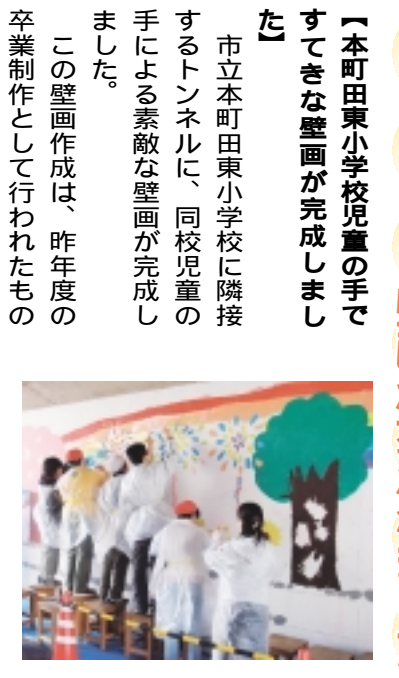 【本町田東小学校児童の手で
すてきな壁画が完成しまし
た】
市立本町田東小学校に隣接
するトンネルに、同校児童の
手による素敵な壁画が完成し
ました。
この壁画作成は、昨年度の
卒業制作として行われたもの